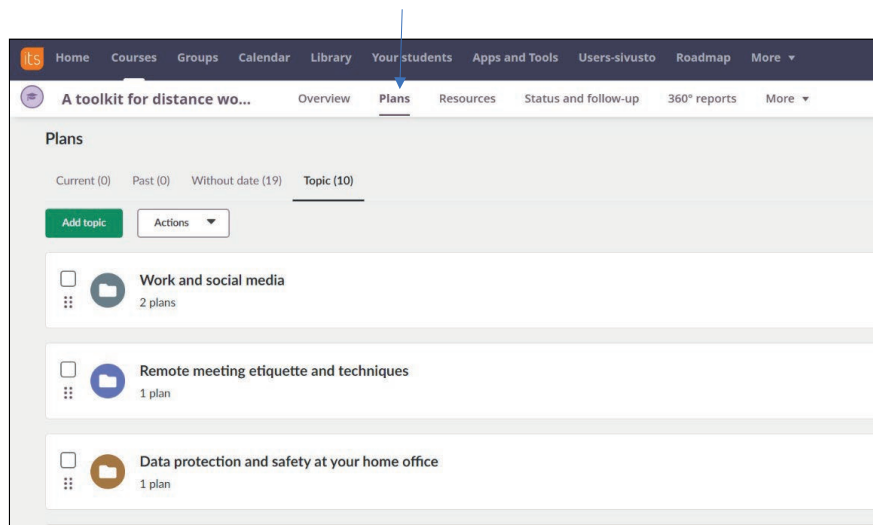 its Home Courses Groups Calendar Library Your students Apps and Tools Users-sivusto Roadmap More
A toolkit for distance wo... Overview Plans Resources Status and follow-up 360° reports More
Plans
Current (0) Past (0) Without date (19) Topic (10)
Add topic Actions
Work and social media
2 plans
Remote meeting etiquette and techniques
1 plan
Data protection and safety at your home office
1 plan